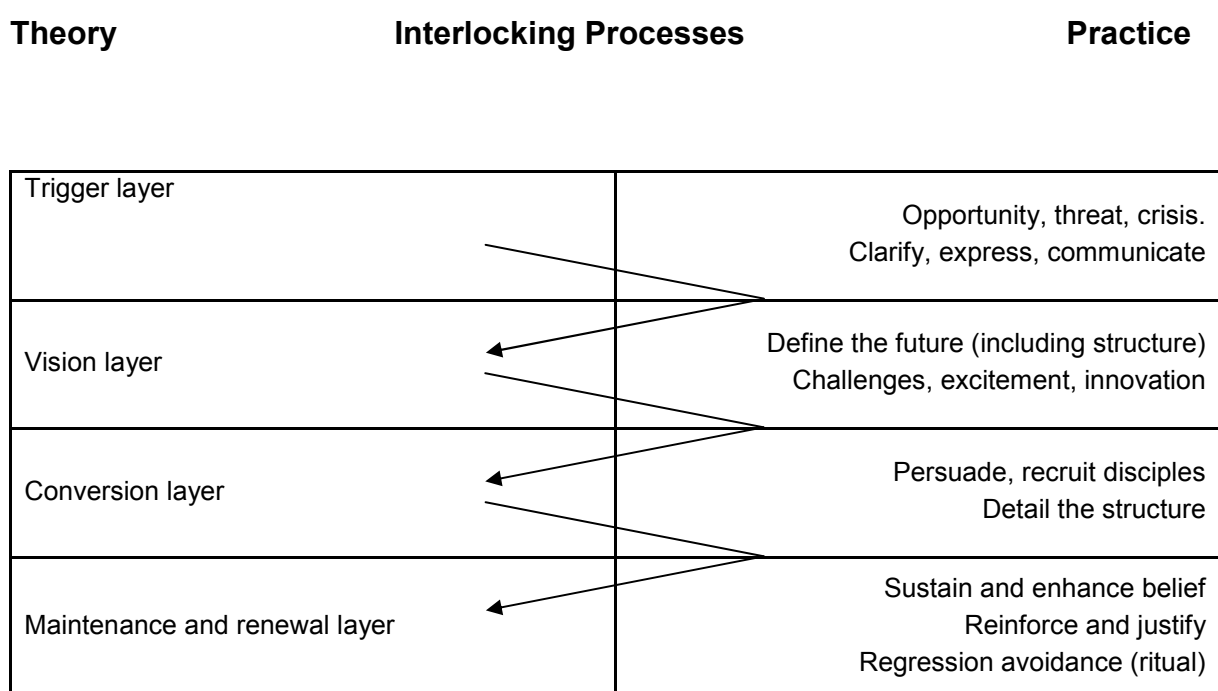 Theory Interlocking Processes Practice
Trigger layer
Opportunity, threat, crisis.
Clarify, express, communicate
Vision layer
Define the future (including structure)
Challenges, excitement, innovation
Conversion layer
Persuade, recruit disciples
Detail the structure
Maintenance and renewal layer
Sustain and enhance belief
Reinforce and justify
Regression avoidance (ritual)